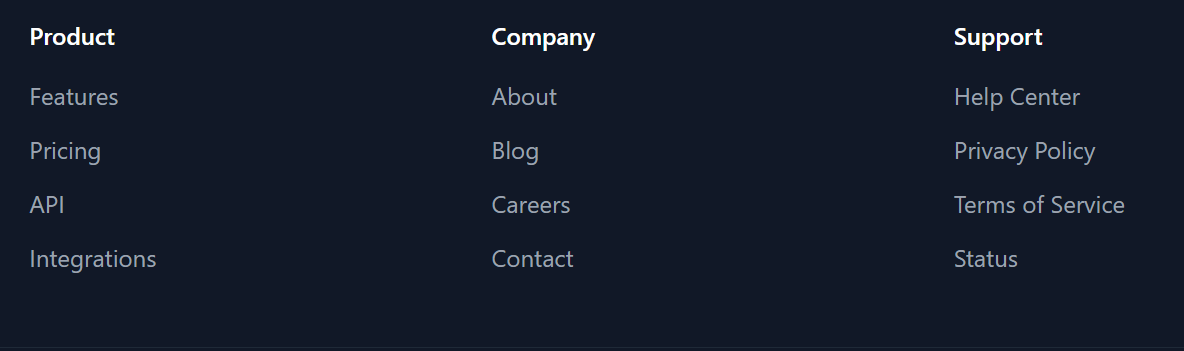 Product
Features
Pricing
API
Integrations
Company
About
Blog
Careers
Contact
Support
Help Center
Privacy Policy
Terms of Service
Status